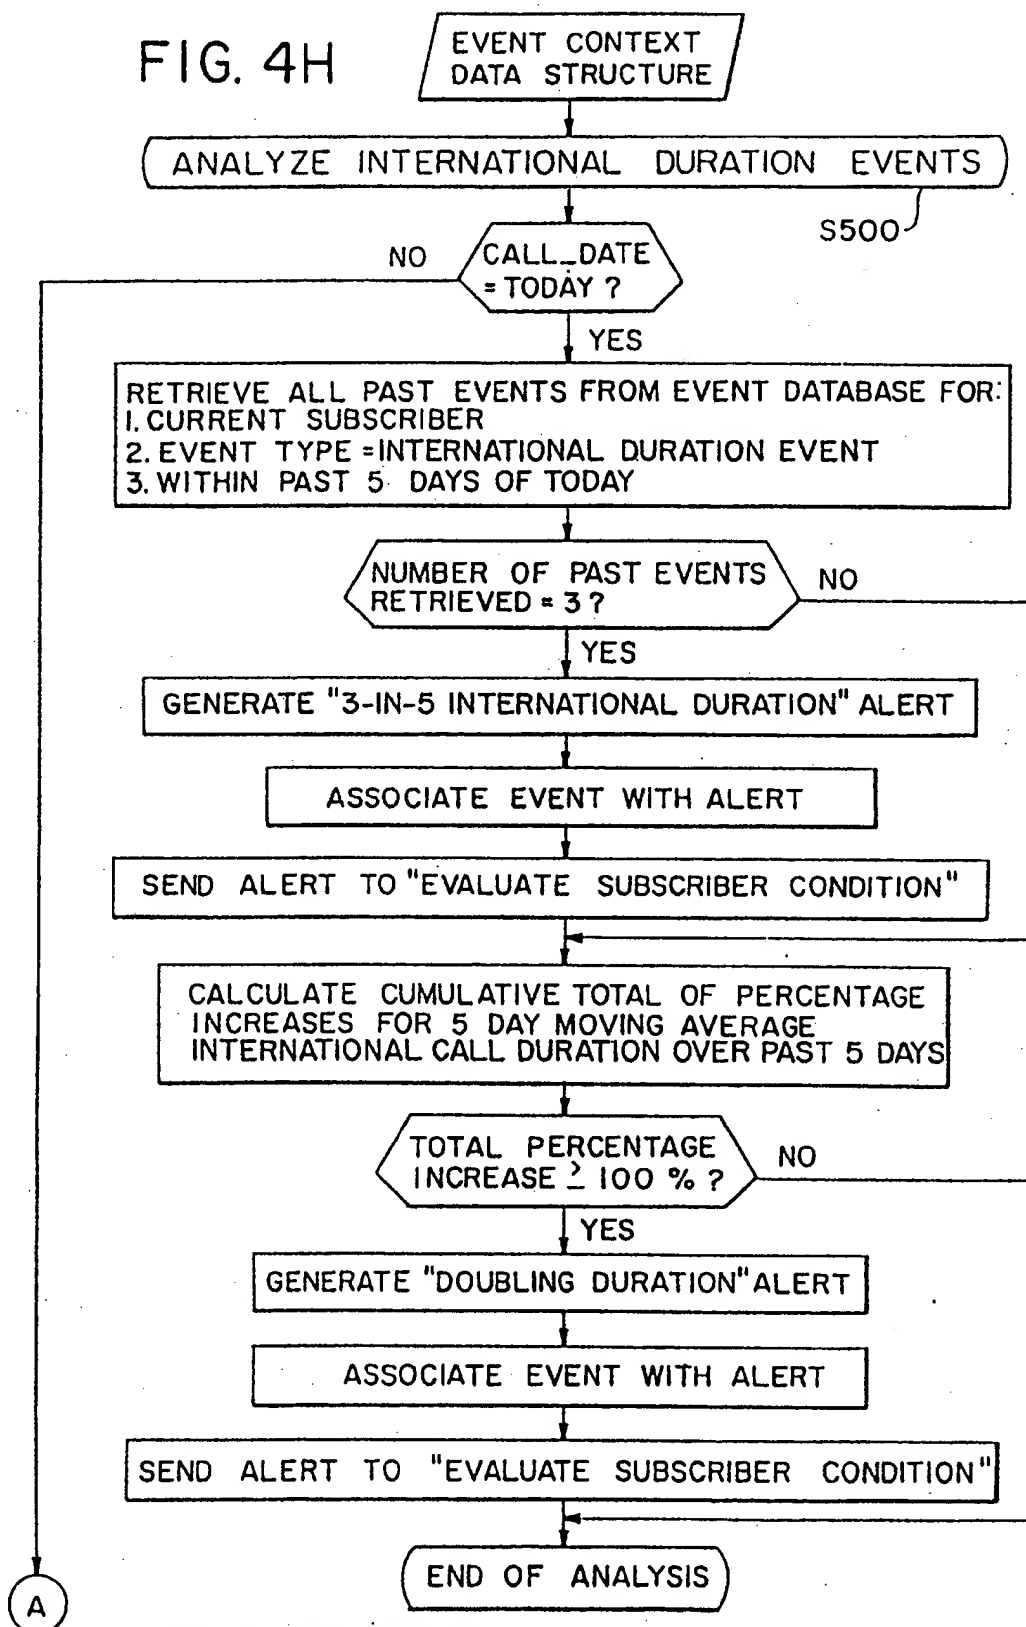 FIG. 4H
EVENT CONTEXT
DATA STRUCTURE
ANALYZE INTERNATIONAL DURATION EVENTS
S500
CALL_DATE
= TODAY ?
NO
YES
RETRIEVE ALL PAST EVENTS FROM EVENT DATABASE FOR:
1. CURRENT SUBSCRIBER
2. EVENT TYPE = INTERNATIONAL DURATION EVENT
3. WITHIN PAST 5 DAYS OF TODAY
NUMBER OF PAST EVENTS
RETRIEVED = 3 ?
NO
YES
GENERATE "3-IN-5 INTERNATIONAL DURATION" ALERT
ASSOCIATE EVENT WITH ALERT
SEND ALERT TO "EVALUATE SUBSCRIBER CONDITION"
CALCULATE CUMULATIVE TOTAL OF PERCENTAGE
INCREASES FOR 5 DAY MOVING AVERAGE
INTERNATIONAL CALL DURATION OVER PAST 5 DAYS
TOTAL PERCENTAGE
INCREASE ≥ 100 % ?
NO
YES
GENERATE "DOUBLING DURATION" ALERT
ASSOCIATE EVENT WITH ALERT
SEND ALERT TO "EVALUATE SUBSCRIBER CONDITION"
END OF ANALYSIS
A